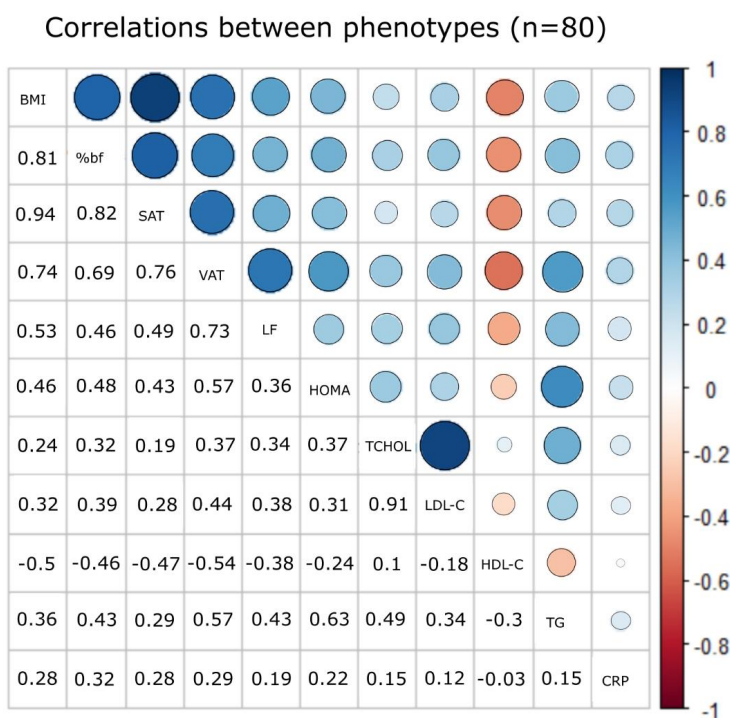 Correlations between phenotypes (n=80)
BMI
0.81 %bf
0.94 0.82 SAT
0.74 0.69 0.76 VAT
0.53 0.46 0.49 0.73 LF
0.46 0.48 0.43 0.57 0.36 HOMA
0.24 0.32 0.19 0.37 0.34 0.37 TCHOL
0.32 0.39 0.28 0.44 0.38 0.31 0.91 LDL-C
-0.5 -0.46 -0.47 -0.54 -0.38 -0.24 0.1 -0.18 HDL-C
0.36 0.43 0.29 0.57 0.43 0.63 0.49 0.34 -0.3 TG
0.28 0.32 0.28 0.29 0.19 0.22 0.15 0.12 -0.03 0.15 CRP
1
0.8
0.6
0.4
0.2
0
-0.2
-0.4
-0.6
-0.8
-1